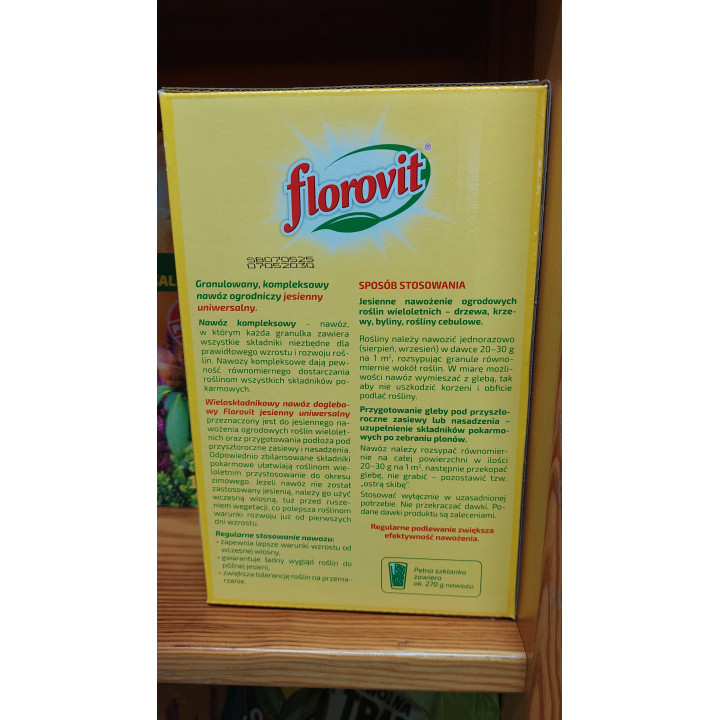 florovit®
SB070525
07052030
Granulowany, kompleksowy
nawóz ogrodniczy jesienny
uniwersalny.
Nawóz kompleksowy - nawóz,
w którym każda granulka zawiera
wszystkie składniki niezbędne dla
prawidłowego wzrostu i rozwoju roś-
lin. Nawozy kompleksowe dają pew-
ność równomiernego dostarczania
roślinom wszystkich składników po-
karmowych.
Wieloskładnikowy nawóz doglebo-
wy Florovit jesienny uniwersalny
przeznaczony jest do jesiennego na-
wożenia ogrodowych roślin wielolet-
nich oraz przygotowania podłoża pod
przyszłoroczne zasiewy i nasadzenia.
Odpowiednio zbilansowane składniki
pokarmowe ułatwiają roślinom wie-
loletnim przystosowanie do okresu
zimowego. Jeżeli nawóz nie został
zastosowany jesienią, należy go użyć
wczesną wiosną, tuż przed rusze-
niem wegetacji, co polepsza roślinom
warunki rozwoju już od pierwszych
dni wzrostu.
Regularne stosowanie nawozu:
• zapewnia lepsze warunki wzrostu od
wczesnej wiosny,
• gwarantuje ładny wygląd roślin do
późnej jesieni,
• zwiększa tolerancję roślin na przema-
rzanie.
SPOSÓB STOSOWANIA
Jesienne nawożenie ogrodowych
roślin wieloletnich – drzewa, krze-
wy, byliny, rośliny cebulowe.
Rośliny należy nawozić jednorazowo
(sierpień, wrzesień) w dawce 20–30 g
na 1 m², rozsypując granule równo-
miernie wokół roślin. W miarę możli-
wości nawóz wymieszać z glebą, tak
aby nie uszkodzić korzeni i obficie
podlać rośliny.
Przygotowanie gleby pod przyszło-
roczne zasiewy lub nasadzenia –
uzupełnienie składników pokarmo-
wych po zebraniu plonów.
Nawóz należy rozsypać równomier-
nie na całej powierzchni w ilości
20–30 g na 1 m², następnie przekopać
glebę, nie grabić – pozostawić tzw.
„ostrą skibę”.
Stosować wyłącznie w uzasadnionej
potrzebie. Nie przekraczać dawki. Po-
dane dawki produktu są zaleceniami.
Regularne podlewanie zwiększa
efektywność nawożenia.
Pełna szklanka
zawiera
ok. 270 g nawozu.